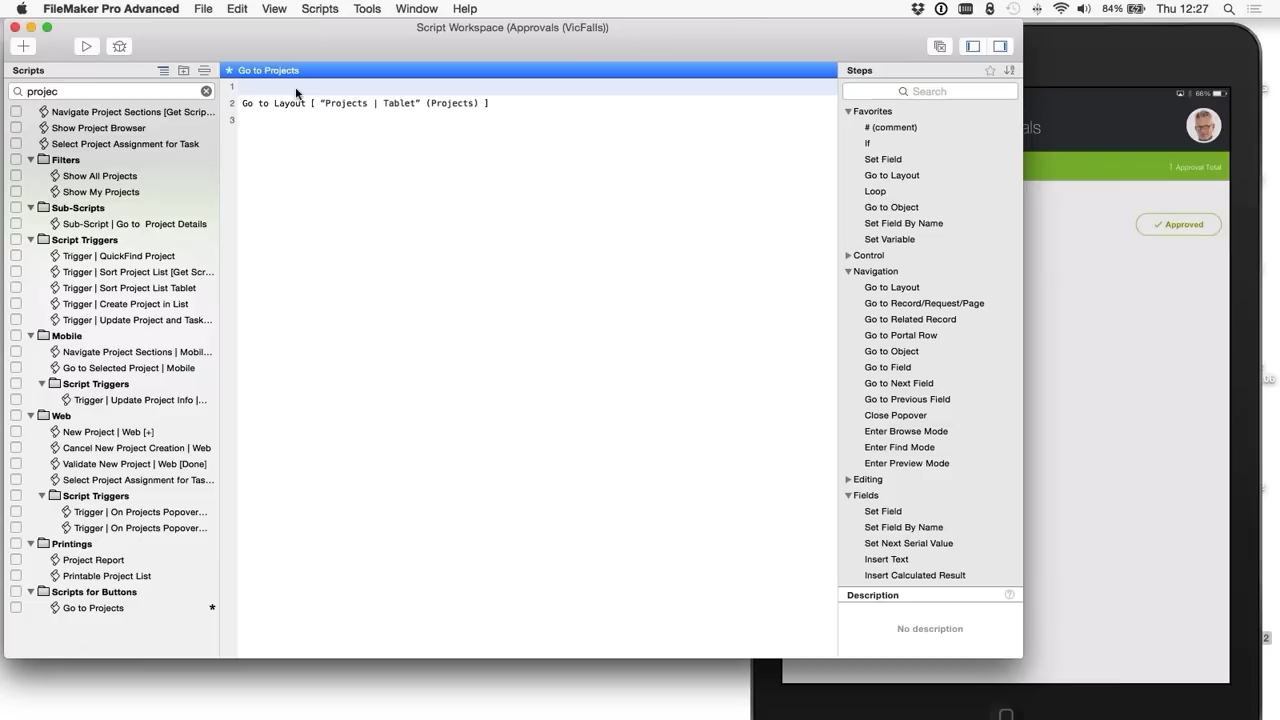 FileMaker Pro Advanced File Edit View Scripts Tools Window Help 84% Thu 12:27
Script Workspace (Approvals (VicFalls))
Scripts
projec
Navigate Project Sections [Get Scrip...
Show Project Browser
Select Project Assignment for Task
Filters
Show All Projects
Show My Projects
Sub-Scripts
Sub-Script | Go to Project Details
Script Triggers
Trigger | QuickFind Project
Trigger | Sort Project List [Get Scr...
Trigger | Sort Project List Tablet
Trigger | Create Project in List
Trigger | Update Project and Task...
Mobile
Navigate Project Sections | Mobil...
Go to Selected Project | Mobile
Script Triggers
Trigger | Update Project Info |...
Web
New Project | Web [+]
Cancel New Project Creation | Web
Validate New Project | Web [Done]
Select Project Assignment for Tas...
Script Triggers
Trigger | On Projects Popover...
Trigger | On Projects Popover...
Printings
Project Report
Printable Project List
Scripts for Buttons
Go to Projects *
* Go to Projects
1
2 Go to Layout [ “Projects | Tablet” (Projects) ]
3
Steps
Search
Favorites
# (comment)
If
Set Field
Go to Layout
Loop
Go to Object
Set Field By Name
Set Variable
Control
Navigation
Go to Layout
Go to Record/Request/Page
Go to Related Record
Go to Portal Row
Go to Object
Go to Field
Go to Next Field
Go to Previous Field
Close Popover
Enter Browse Mode
Enter Find Mode
Enter Preview Mode
Editing
Fields
Set Field
Set Field By Name
Set Next Serial Value
Insert Text
Insert Calculated Result
Description
No description
66%
als
1 Approval Total
Approved